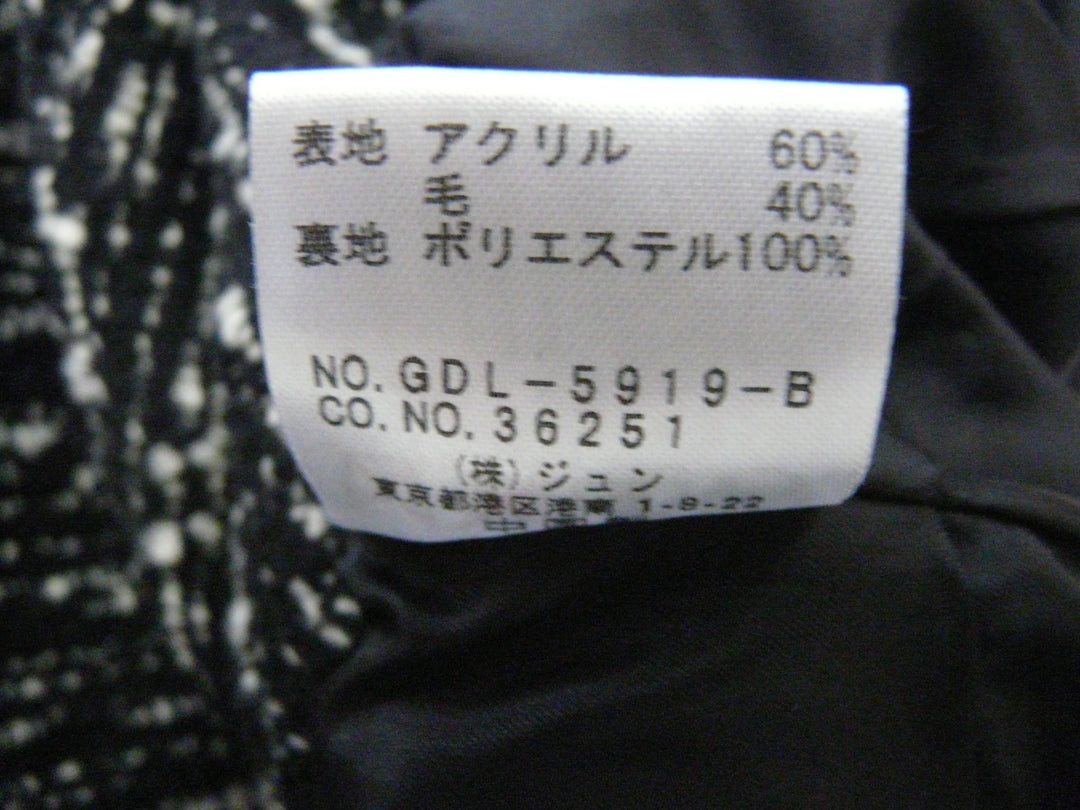 表地 アクリル 60%
毛 40%
裏地 ポリエステル100%
NO.GDL-5919-B
CO.NO.36251
(株)ジュン
東京都港区港南 1-8-22